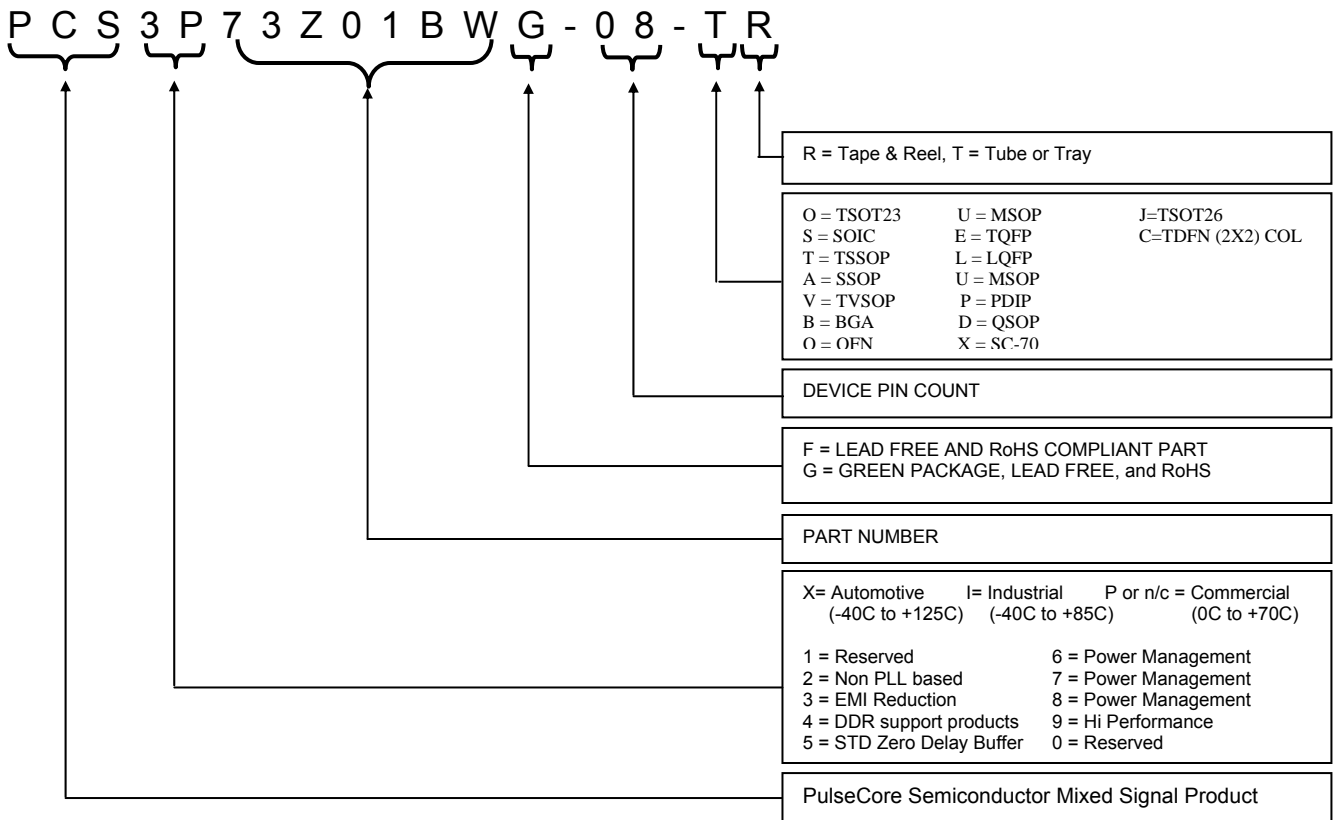 P C S 3 P 7 3 Z 0 1 B W G - 0 8 - T R
R = Tape & Reel, T = Tube or Tray
O = TSOT23 U = MSOP J=TSOT26
S = SOIC E = TQFP C=TDFN (2X2) COL
T = TSSOP L = LQFP
A = SSOP U = MSOP
V = TVSOP P = PDIP
B = BGA D = QSOP
Q = QFN X = SC-70
DEVICE PIN COUNT
F = LEAD FREE AND RoHS COMPLIANT PART
G = GREEN PACKAGE, LEAD FREE, and RoHS
PART NUMBER
X= Automotive I= Industrial P or n/c = Commercial
(-40C to +125C) (-40C to +85C) (0C to +70C)
1 = Reserved 6 = Power Management
2 = Non PLL based 7 = Power Management
3 = EMI Reduction 8 = Power Management
4 = DDR support products 9 = Hi Performance
5 = STD Zero Delay Buffer 0 = Reserved
PulseCore Semiconductor Mixed Signal Product